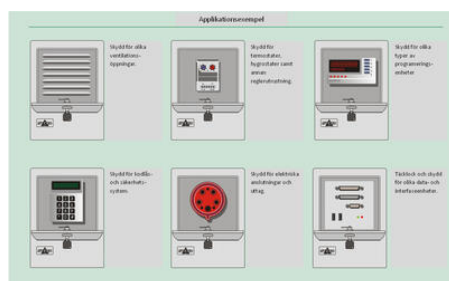 Applikationsexempel
Skydd för olika
ventilations-
öppningar.
Skydd för
termostater,
hygrostater samt
annan
reglerutrustning.
Skydd för olika
typer av
programmerings-
enheter.
Skydd för kodlås-
och säkerhets-
system.
Skydd för elektriska
anslutningar och
uttag.
Täcklock och skydd
för olika data- och
interfaceenheter.